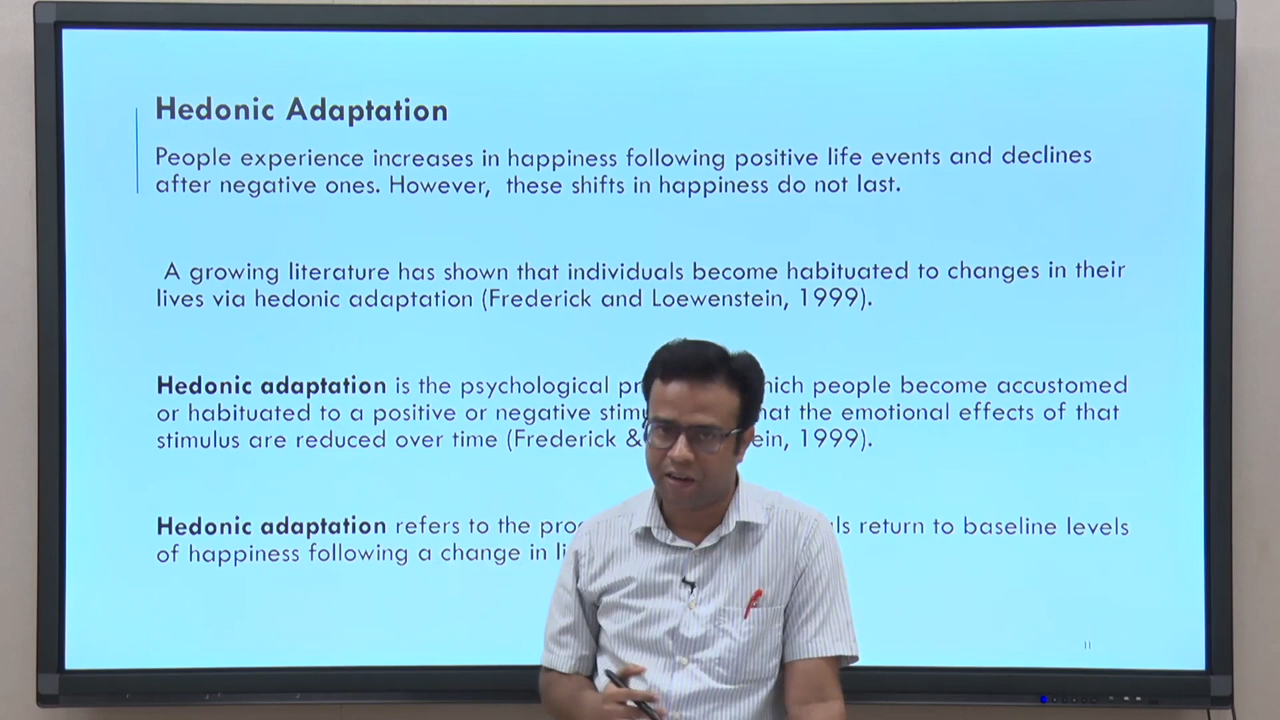 Hedonic Adaptation
People experience increases in happiness following positive life events and declines
after negative ones. However, these shifts in happiness do not last.
A growing literature has shown that individuals become habituated to changes in their
lives via hedonic adaptation (Frederick and Loewenstein, 1999).
Hedonic adaptation is the psychological hich people become accustomed
or habituated to a positive or negative hat the emotional effects of that
stimulus are reduced over time (Frederick & ein, 1999).
Hedonic adaptation refers to the ls return to baseline levels
of happiness following a change in
11